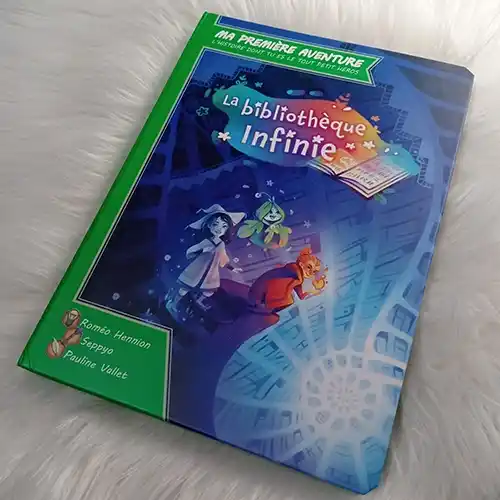 MA PREMIÈRE AVENTURE
L'HISTOIRE DONT TU ES LE TOUT PETIT HÉROS
La bibliothèque
Infinie
Roméo Hennion
Seppyo
Pauline Vallet